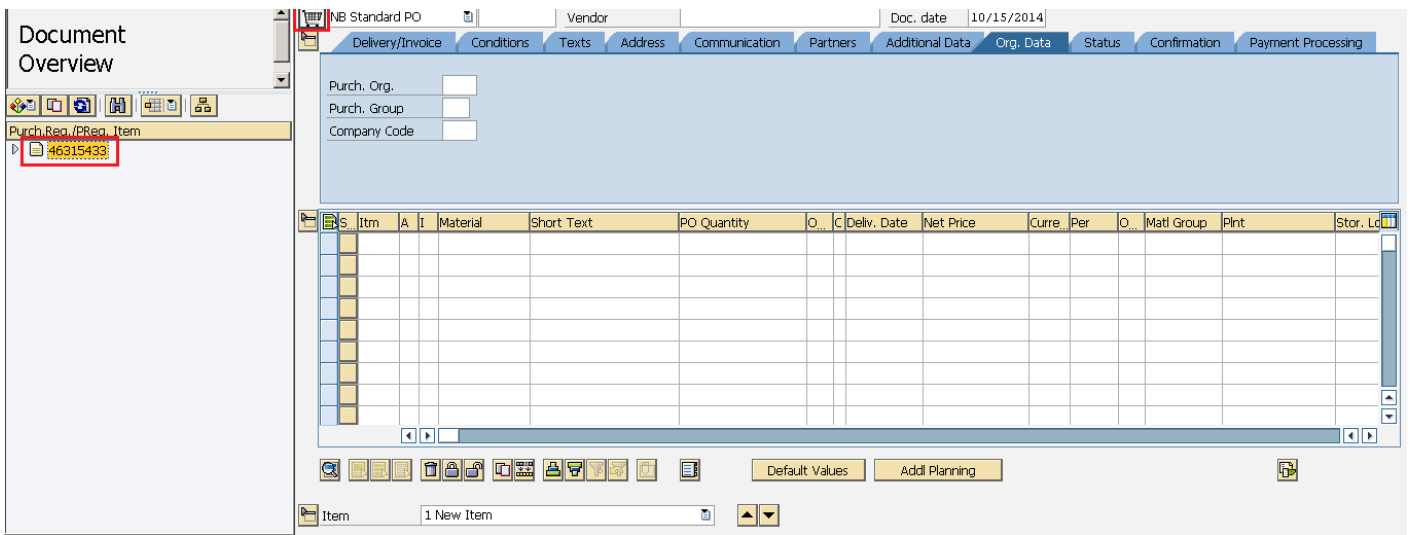 Document
Overview
Purch.Req./PReq. Item
46315433
NB Standard PO Vendor Doc. date 10/15/2014
Delivery/Invoice Conditions Texts Address Communication Partners Additional Data Org. Data Status Confirmation Payment Processing
Purch. Org.
Purch. Group
Company Code
S... Itm A I Material Short Text PO Quantity O... C Deliv. Date Net Price Curre... Per O... Matl Group Plnt Stor. Lo
Default Values Addl Planning
Item 1 New Item